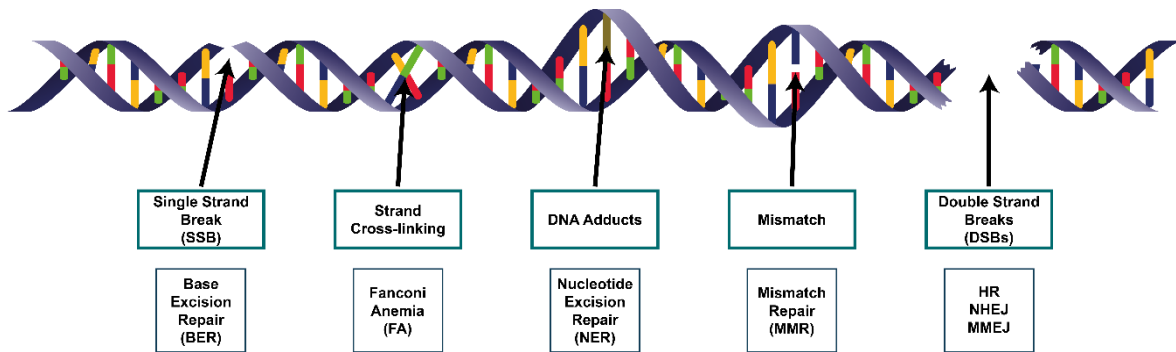 Single Strand
Break
(SSB)
Strand
Cross-linking
DNA Adducts
Mismatch
Double Strand
Breaks
(DSBs)
Base
Excision
Repair
(BER)
Fanconi
Anemia
(FA)
Nucleotide
Excision
Repair
(NER)
Mismatch
Repair
(MMR)
HR
NHEJ
MMEJ